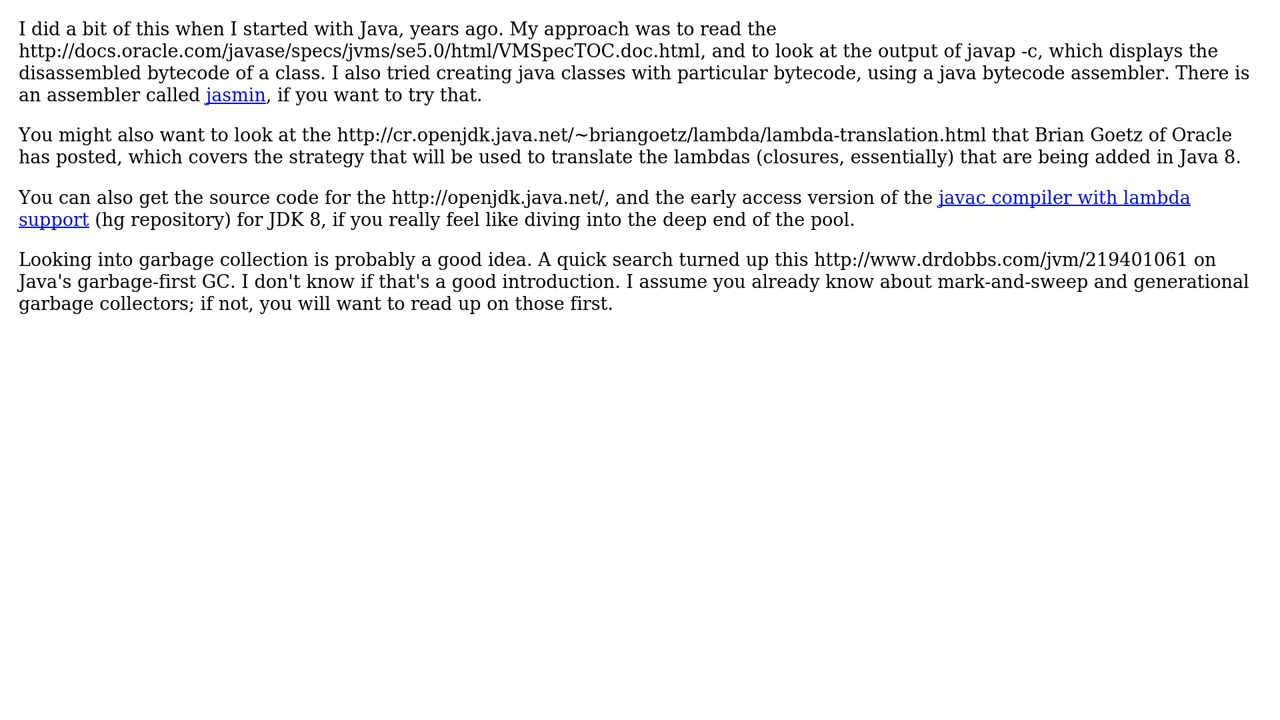 I did a bit of this when I started with Java, years ago. My approach was to read the
http://docs.oracle.com/javase/specs/jvms/se5.0/html/VMSpecTOC.doc.html, and to look at the output of javap -c, which displays the
disassembled bytecode of a class. I also tried creating java classes with particular bytecode, using a java bytecode assembler. There is
an assembler called jasmin, if you want to try that.
You might also want to look at the http://cr.openjdk.java.net/~briangoetz/lambda/lambda-translation.html that Brian Goetz of Oracle
has posted, which covers the strategy that will be used to translate the lambdas (closures, essentially) that are being added in Java 8.
You can also get the source code for the http://openjdk.java.net/, and the early access version of the javac compiler with lambda
support (hg repository) for JDK 8, if you really feel like diving into the deep end of the pool.
Looking into garbage collection is probably a good idea. A quick search turned up this http://www.drdobbs.com/jvm/219401061 on
Java's garbage-first GC. I don't know if that's a good introduction. I assume you already know about mark-and-sweep and generational
garbage collectors; if not, you will want to read up on those first.